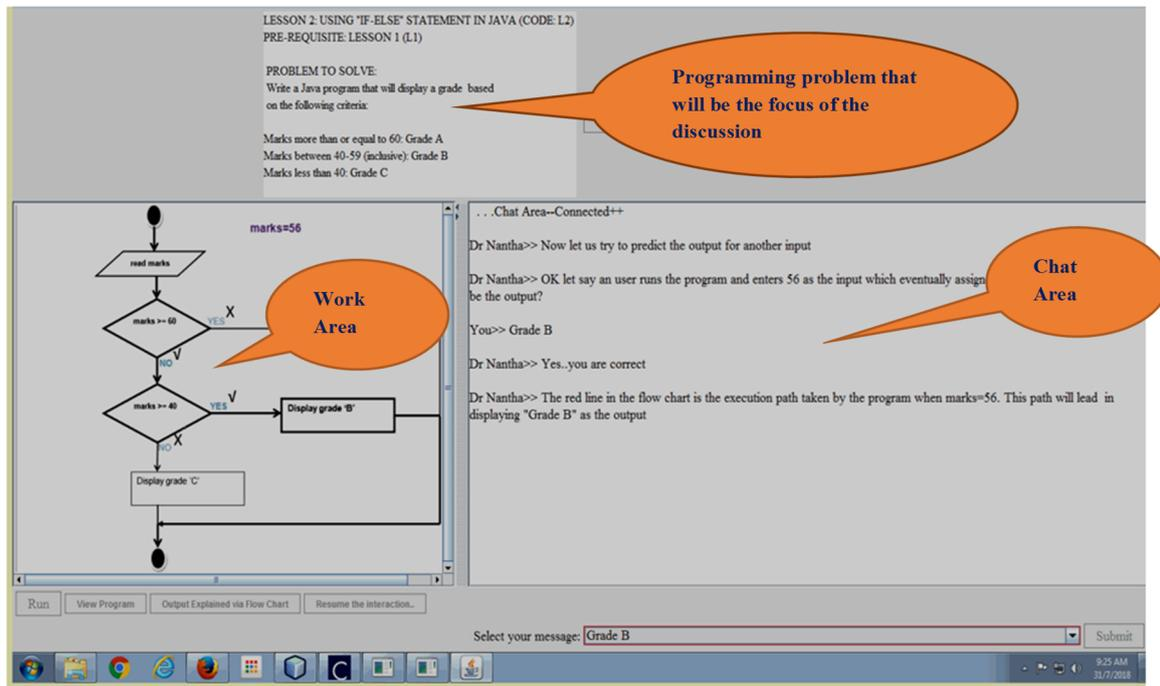 LESSON 2: USING "IF-ELSE" STATEMENT IN JAVA (CODE: L2)
PRE-REQUISITE: LESSON 1 (L1)
PROBLEM TO SOLVE:
Write a Java program that will display a grade based
on the following criteria:
Marks more than or equal to 60: Grade A
Marks between 40-59 (inclusive): Grade B
Marks less than 40: Grade C
Programming problem that
will be the focus of the
discussion
marks=56
read marks
marks >= 60
YES X
NO √
marks >= 40
YES √
Display grade 'B'
NO X
Display grade 'C'
Work
Area
. . .Chat Area--Connected++
Dr Nantha>> Now let us try to predict the output for another input
Dr Nantha>> OK let say an user runs the program and enters 56 as the input which eventually assign
be the output?
You>> Grade B
Dr Nantha>> Yes..you are correct
Dr Nantha>> The red line in the flow chart is the execution path taken by the program when marks=56. This path will lead in
displaying "Grade B" as the output
Chat
Area
Run
View Program
Output Explained via Flow Chart
Resume the interaction..
Select your message: Grade B
Submit
9:25 AM
31/7/2018